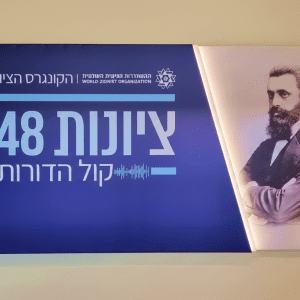 ההסתדרות הציונית העולמית | הקונגרס הציו
WORLD ZIONIST ORGANIZATION
ציונות 48
קול הדורות